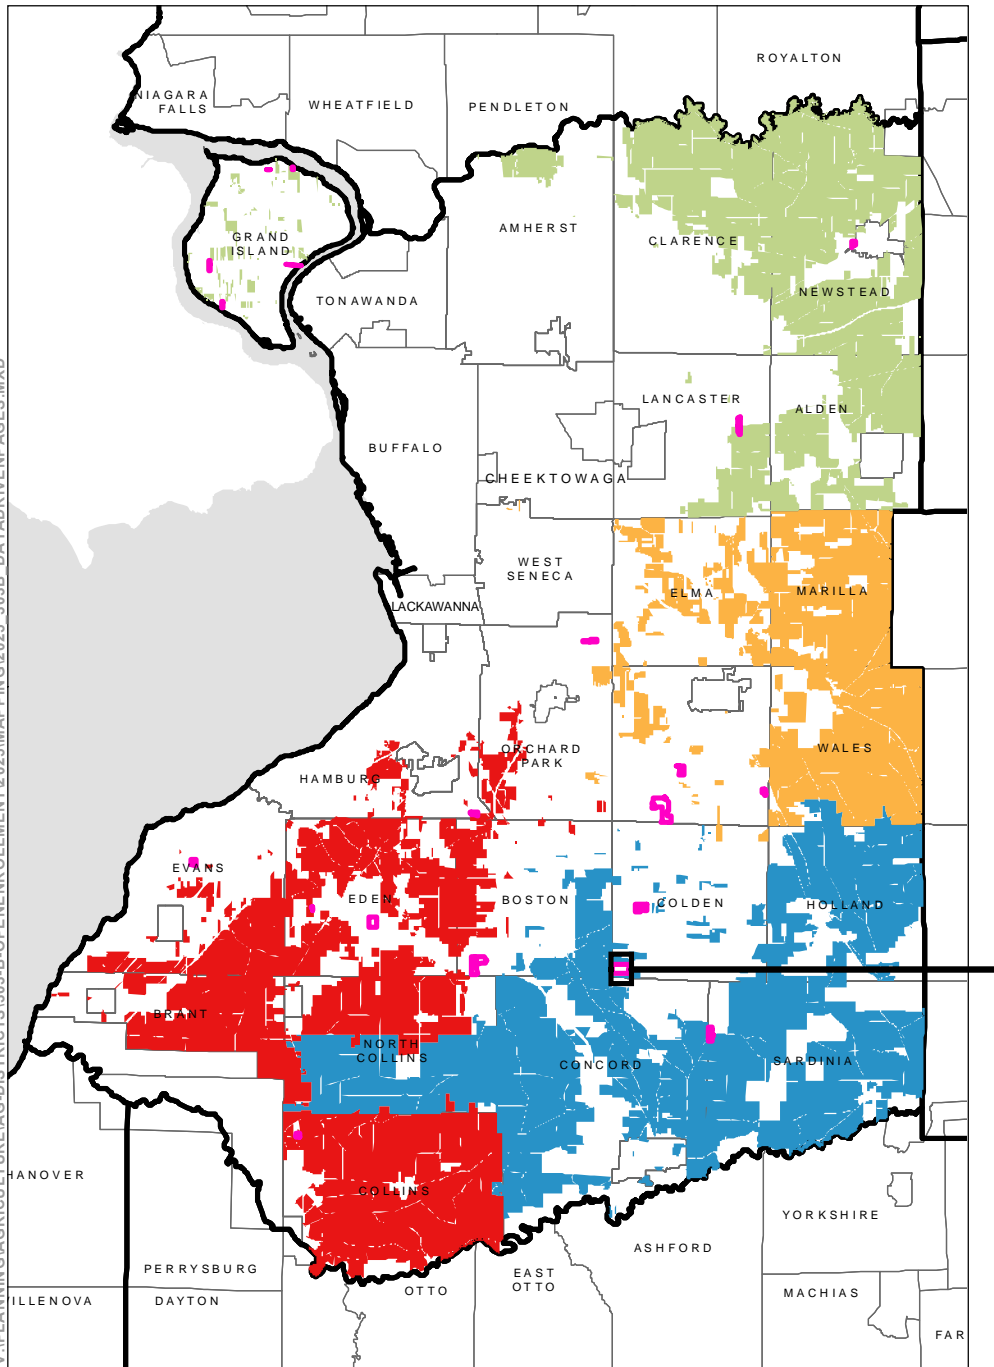 ROYALTON
NIAGARA
FALLS
WHEATFIELD
PENDLETON
GRAND
ISLAND
AMHERST
CLARENCE
NEWSTEAD
TONAWANDA
LANCASTER
ALDEN
BUFFALO
CHEEKTOWAGA
WEST
SENECA
ELMA
MARILLA
LACKAWANNA
ORCHARD
PARK
WALES
HAMBURG
EVANS
EDEN
BOSTON
COLDEN
HOLLAND
BRANT
NORTH
COLLINS
CONCORD
SARDINIA
HANOVER
COLLINS
YORKSHIRE
ASHFORD
PERRYSBURG
EAST
OTTO
OTTO
MACHIAS
ILLENOVA
DAYTON
FAR